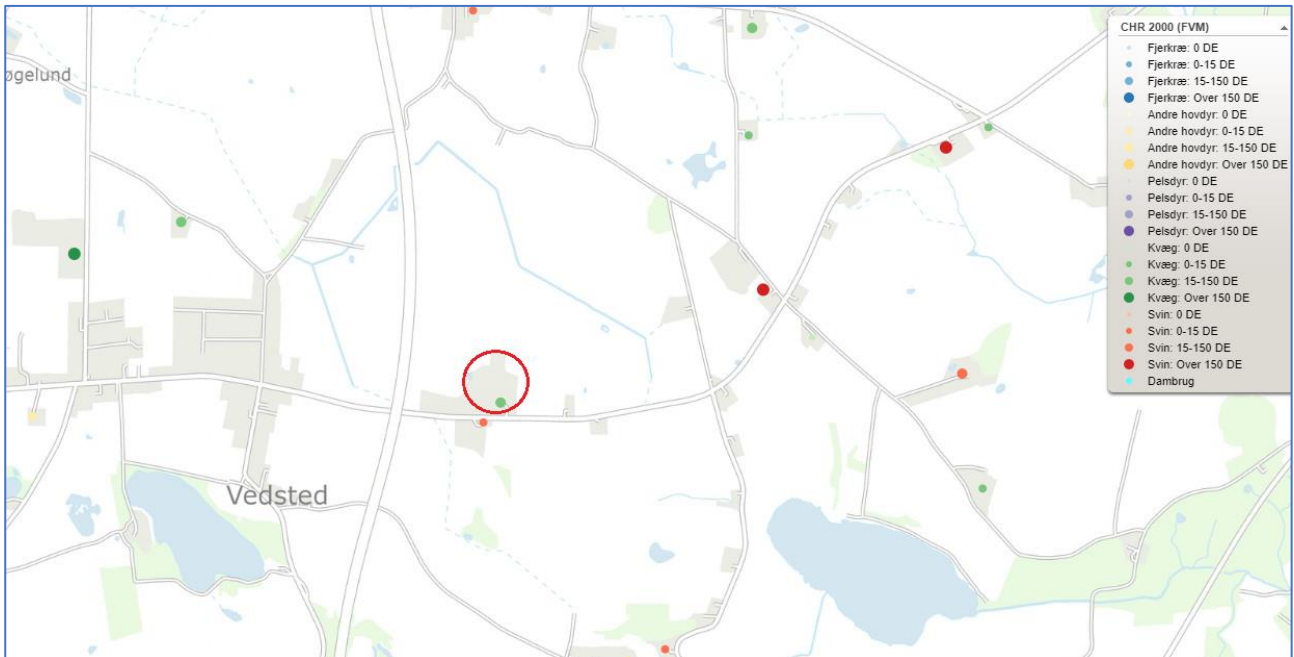 øgelund
Vedsted
CHR 2000 (FVM)
Fjerkræ: 0 DE
Fjerkræ: 0-15 DE
Fjerkræ: 15-150 DE
Fjerkræ: Over 150 DE
Andre hovdyr: 0 DE
Andre hovdyr: 0-15 DE
Andre hovdyr: 15-150 DE
Andre hovdyr: Over 150 DE
Pelsdyr: 0 DE
Pelsdyr: 0-15 DE
Pelsdyr: 15-150 DE
Pelsdyr: Over 150 DE
Kvæg: 0 DE
Kvæg: 0-15 DE
Kvæg: 15-150 DE
Kvæg: Over 150 DE
Svin: 0 DE
Svin: 0-15 DE
Svin: 15-150 DE
Svin: Over 150 DE
Dambrug